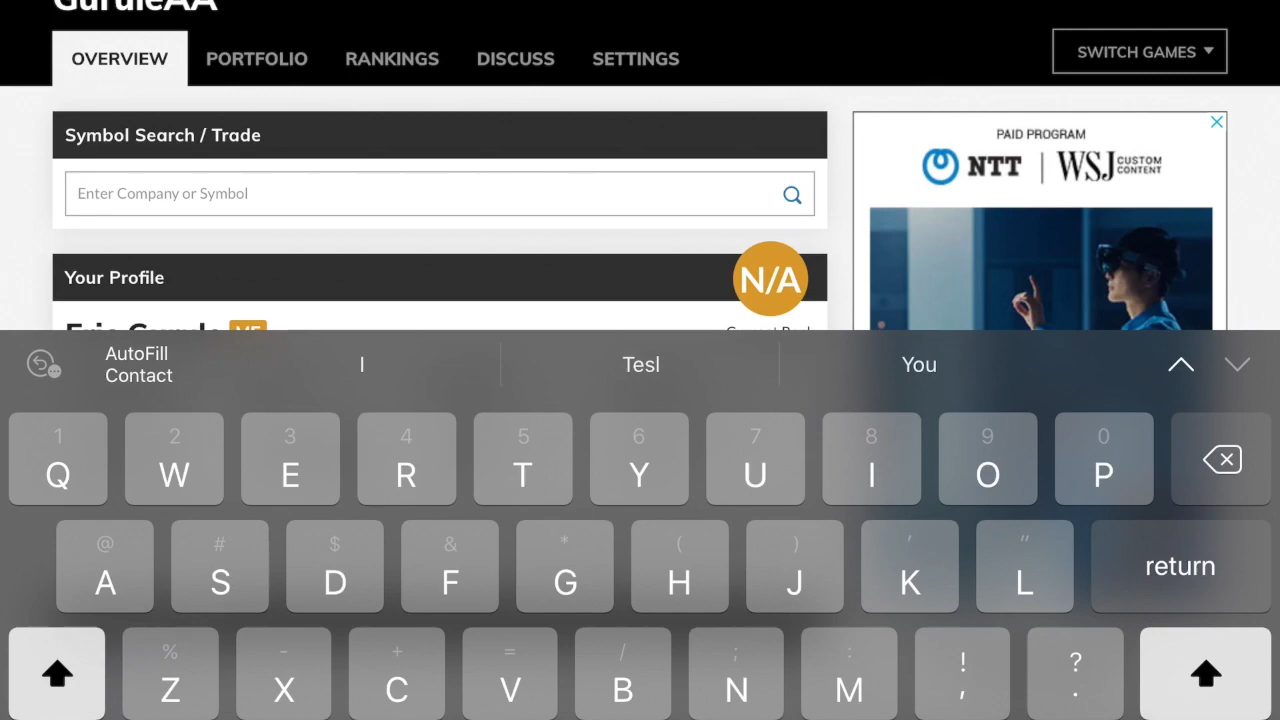 GuruleAA
OVERVIEW PORTFOLIO RANKINGS DISCUSS SETTINGS
SWITCH GAMES
Symbol Search / Trade
Enter Company or Symbol
Your Profile
N/A
PAID PROGRAM
NTT WSJ CUSTOM CONTENT
AutoFill Contact
I
Tesl
You
1 2 3 4 5 6 7 8 9 0
Q W E R T Y U I O P
@ # $ & * ( ) ' "
A S D F G H J K L return
% - + = / ; : ! ?
Z X C V B N M , .